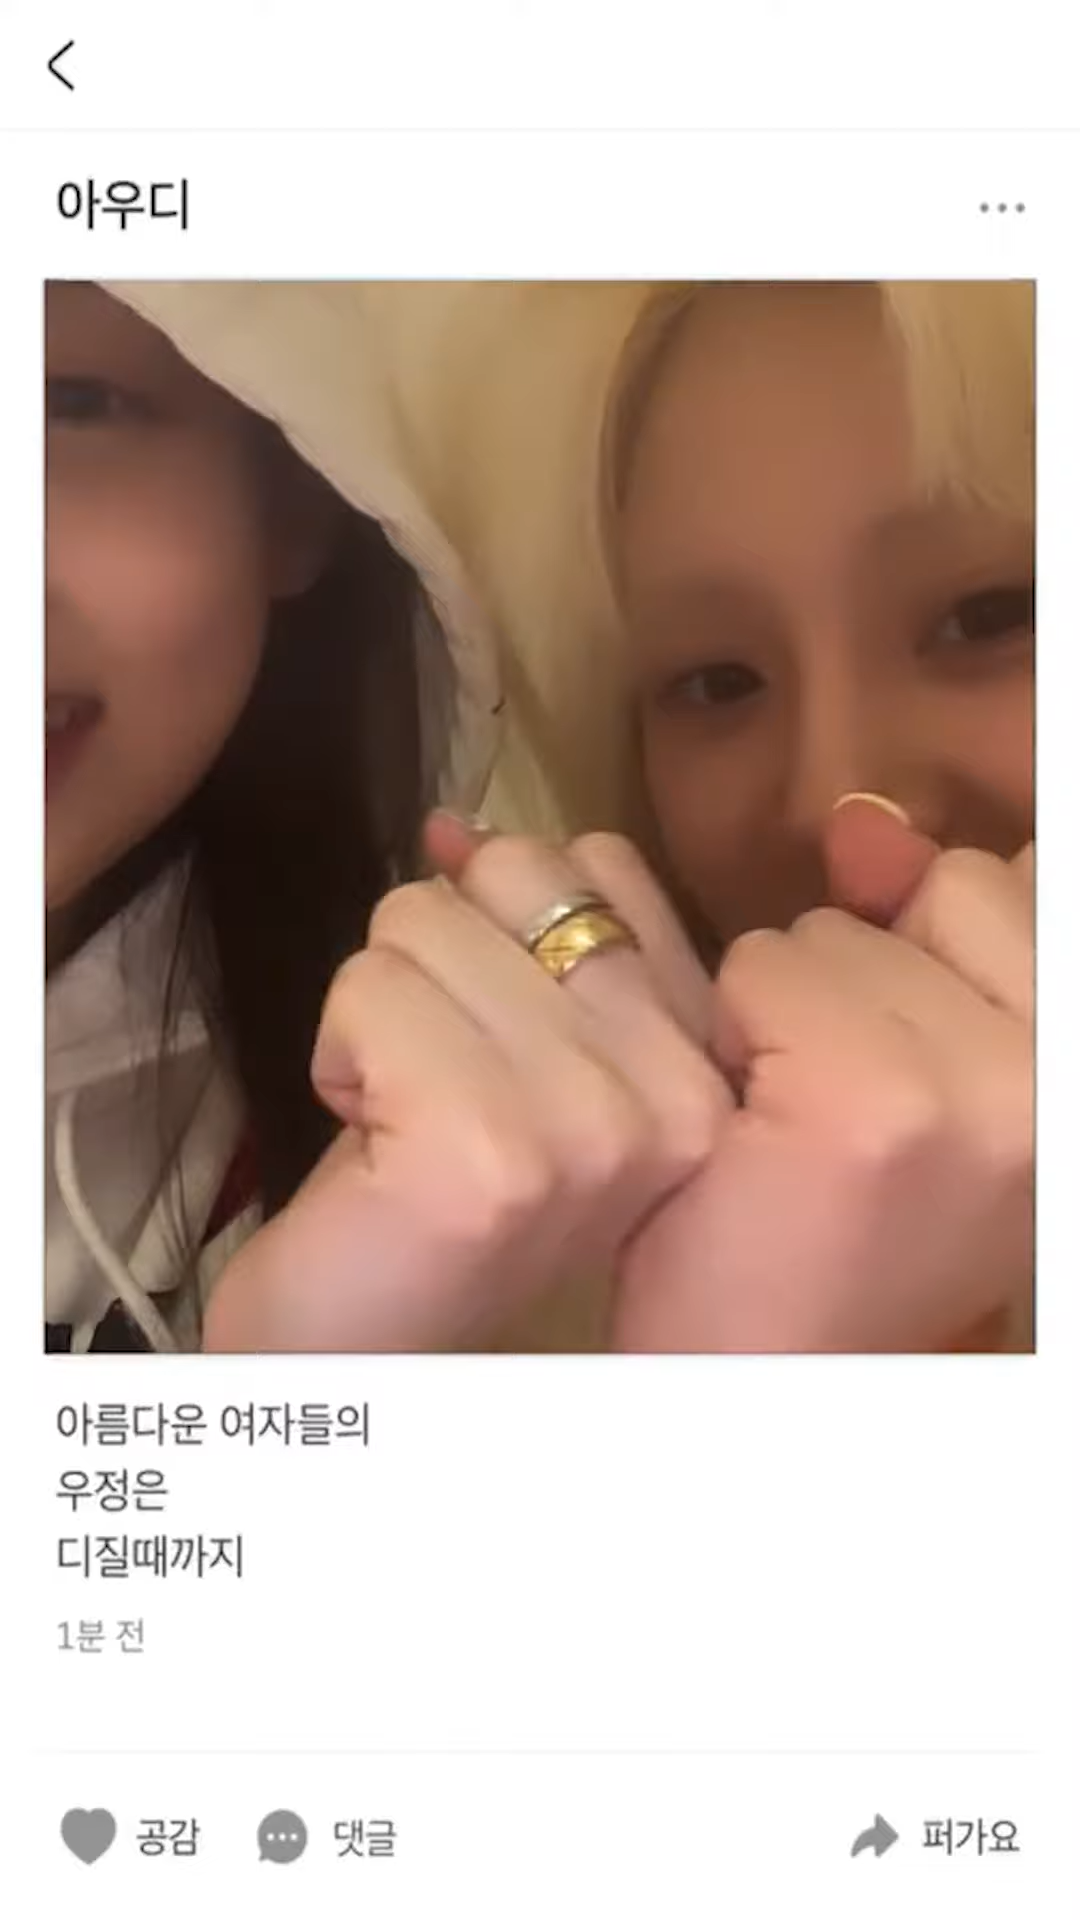 아우디
아름다운 여자들의
우정은
디질때까지
1분 전
공감 댓글 퍼가요